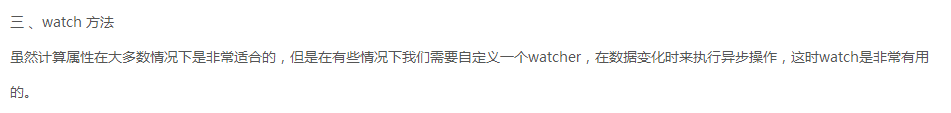 三 、watch 方法
虽然计算属性在大多数情况下是非常适合的，但是在有些情况下我们需要自定义一个watcher，在数据变化时来执行异步操作，这时watch是非常有用
的。